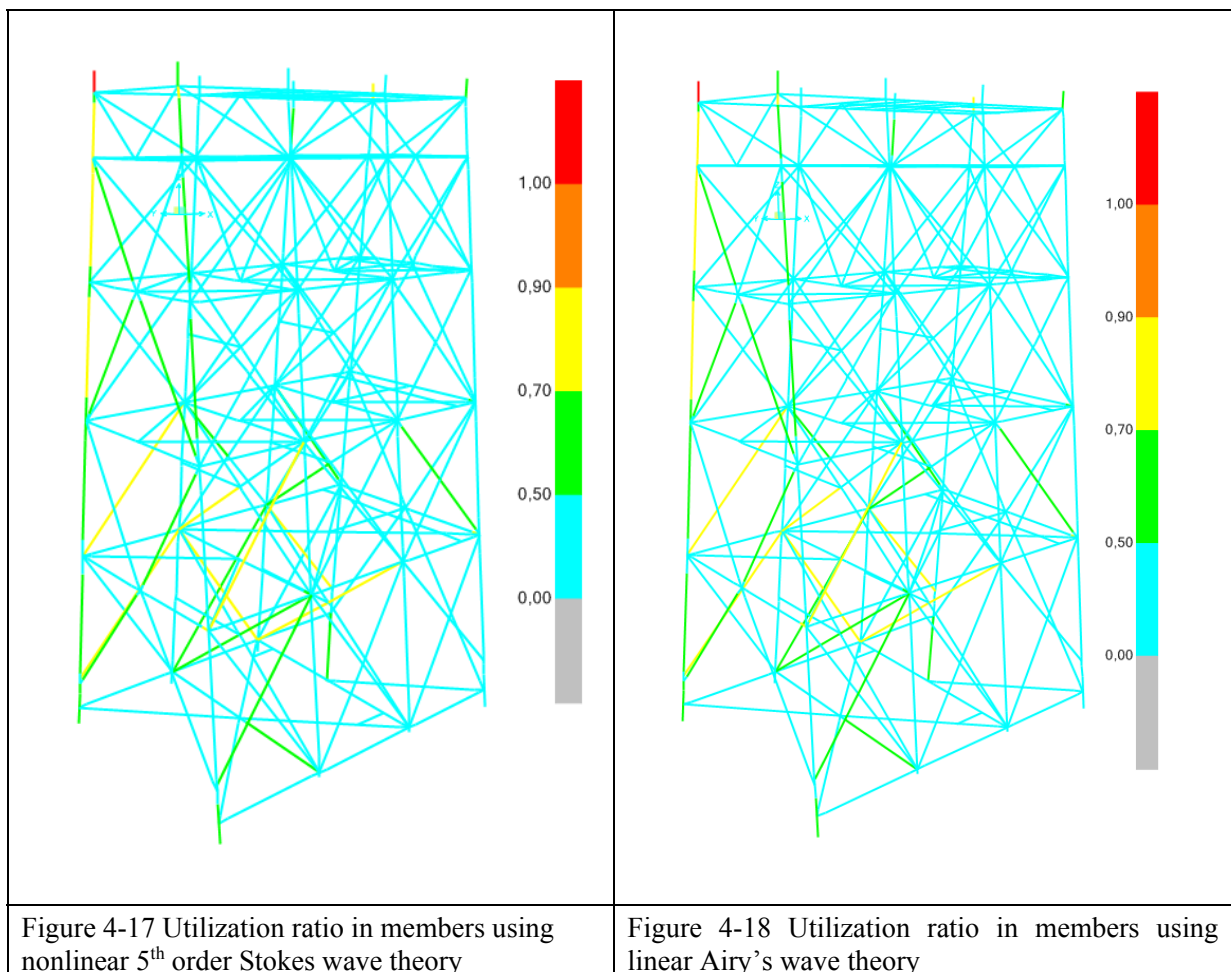 1,00
0,90
0,70
0,50
0,00
X
1,00
0,90
0,70
0,50
0,00
X
Figure 4-17 Utilization ratio in members using
nonlinear 5th order Stokes wave theory
Figure 4-18 Utilization ratio in members using
linear Airy's wave theory